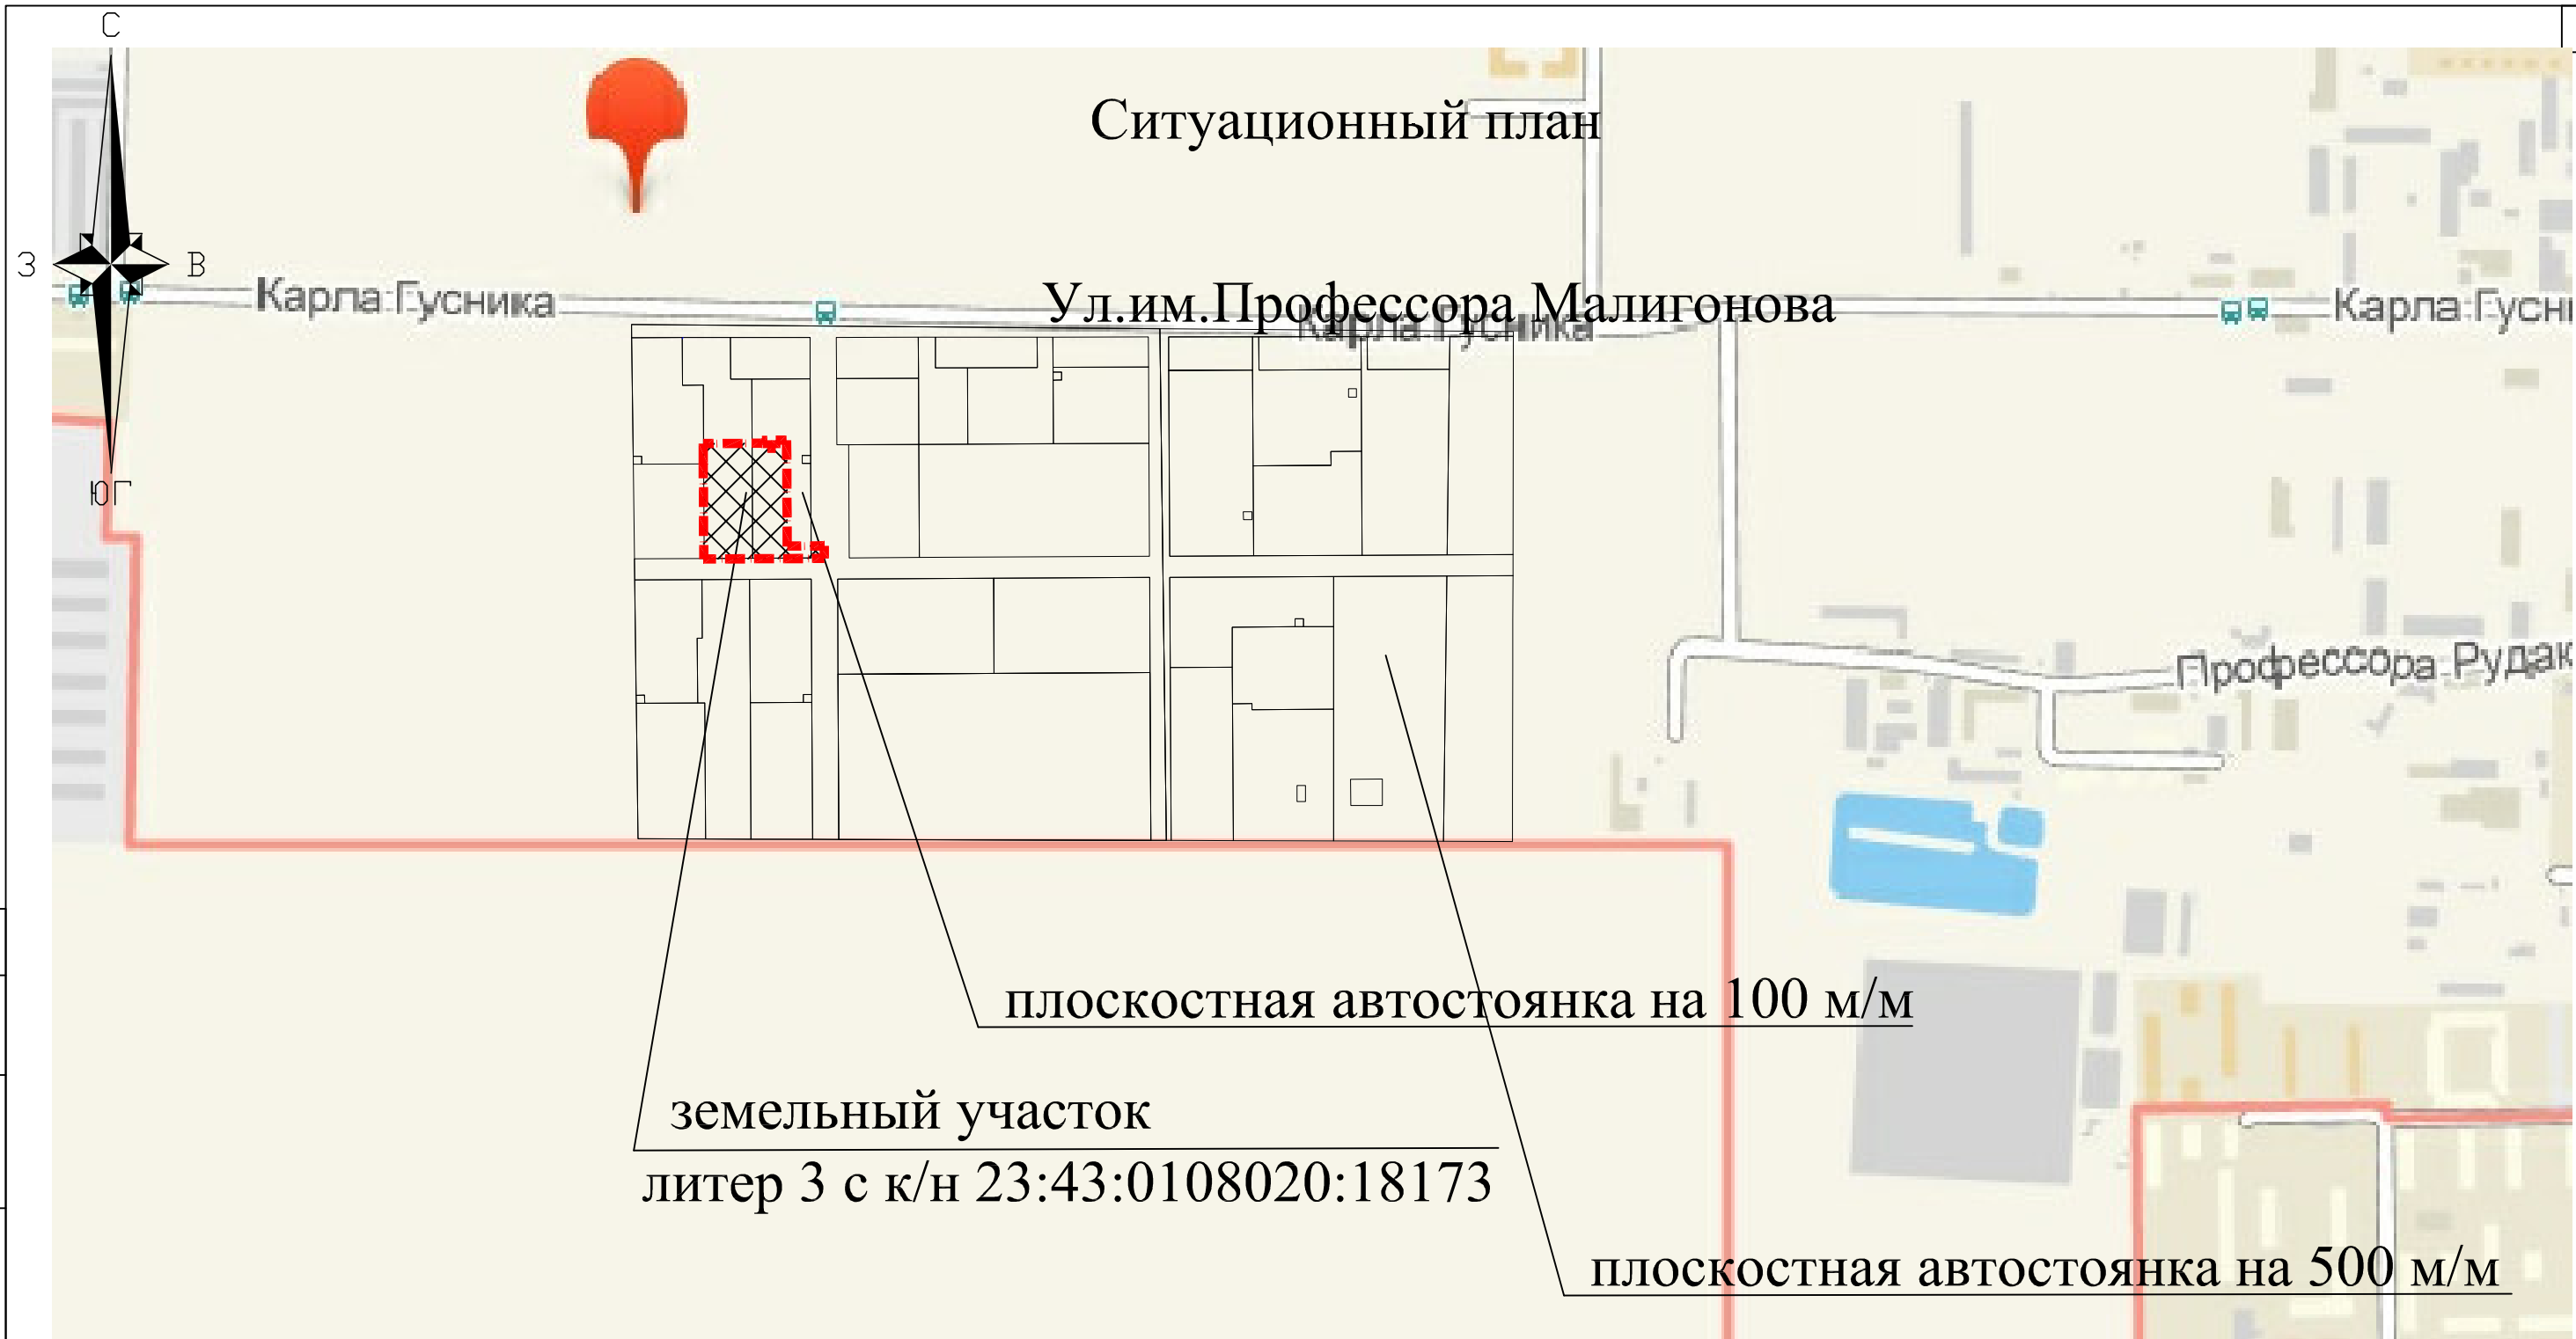 С
Ситуационный план
З
В
Карла Гусника
Ул.им.Профессора Малигонова
Карла Гусника
Карла Гусн
ЮГ
Профессора Рудак
плоскостная автостоянка на 100 м/м
земельный участок
литер 3 с к/н 23:43:0108020:18173
плоскостная автостоянка на 500 м/м